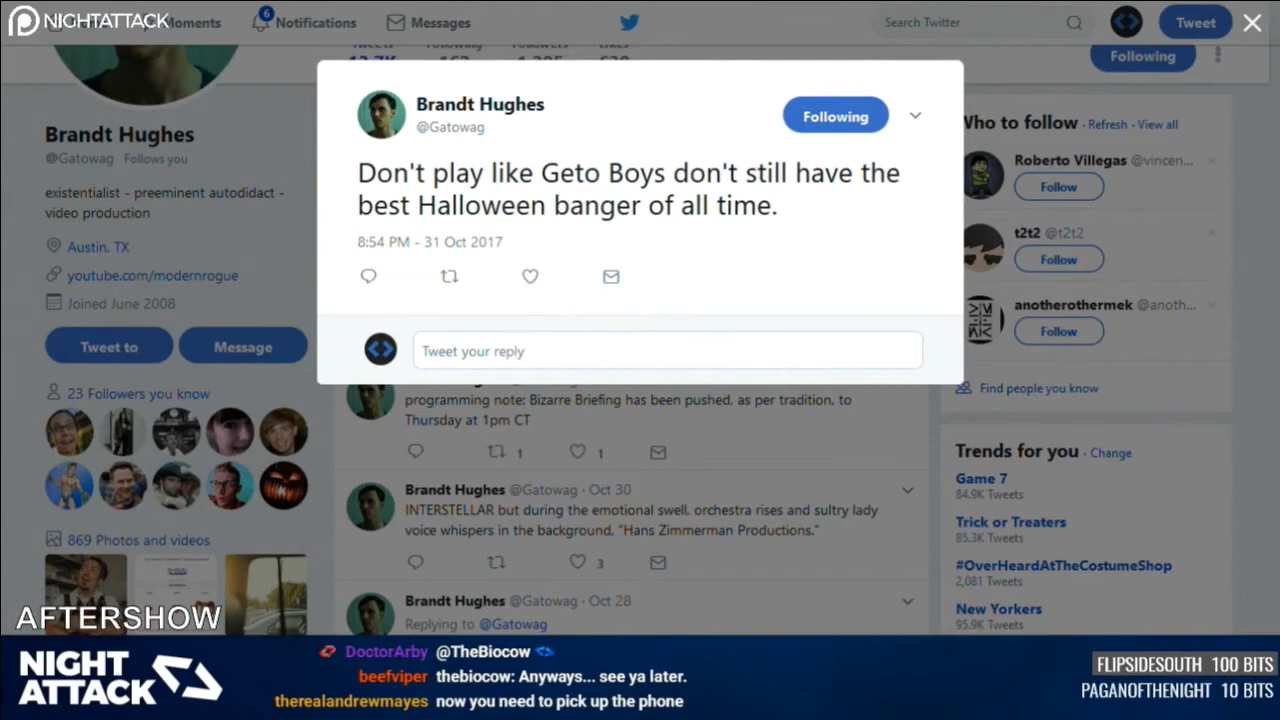 NIGHTATTACK
Moments
6
Notifications
Messages
Search Twitter
Tweet
Tweets Following Followers Likes
Following
Brandt Hughes
@Gatowag Follows you
existentialist - preeminent autodidact -
video production
Austin, TX
youtube.com/modernrogue
Joined June 2008
Tweet to
Message
23 Followers you know
869 Photos and videos
Brandt Hughes
@Gatowag
Following
Don't play like Geto Boys don't still have the
best Halloween banger of all time.
8:54 PM - 31 Oct 2017
Tweet your reply
programming note: Bizarre Briefing has been pushed, as per tradition, to
Thursday at 1pm CT
1
1
Brandt Hughes @Gatowag · Oct 30
INTERSTELLAR but during the emotional swell, orchestra rises and sultry lady
voice whispers in the background, "Hans Zimmerman Productions."
3
Brandt Hughes @Gatowag · Oct 28
Replying to @Gatowag
Who to follow · Refresh · View all
Roberto Villegas @vincen...
Follow
t2t2 @t2t2
Follow
anotherothermek @anoth...
Follow
Find people you know
Trends for you · Change
Game 7
84.9K Tweets
Trick or Treaters
85.3K Tweets
#OverHeardAtTheCostumeShop
2,081 Tweets
New Yorkers
95.9K Tweets
AFTERSHOW
NIGHT
ATTACK
DoctorArby @TheBiocow
beefviper thebiocow: Anyways... see ya later.
therealandrewmayes now you need to pick up the phone
FLIPSIDESOUTH 100 BITS
PAGANOFTHENIGHT 10 BITS